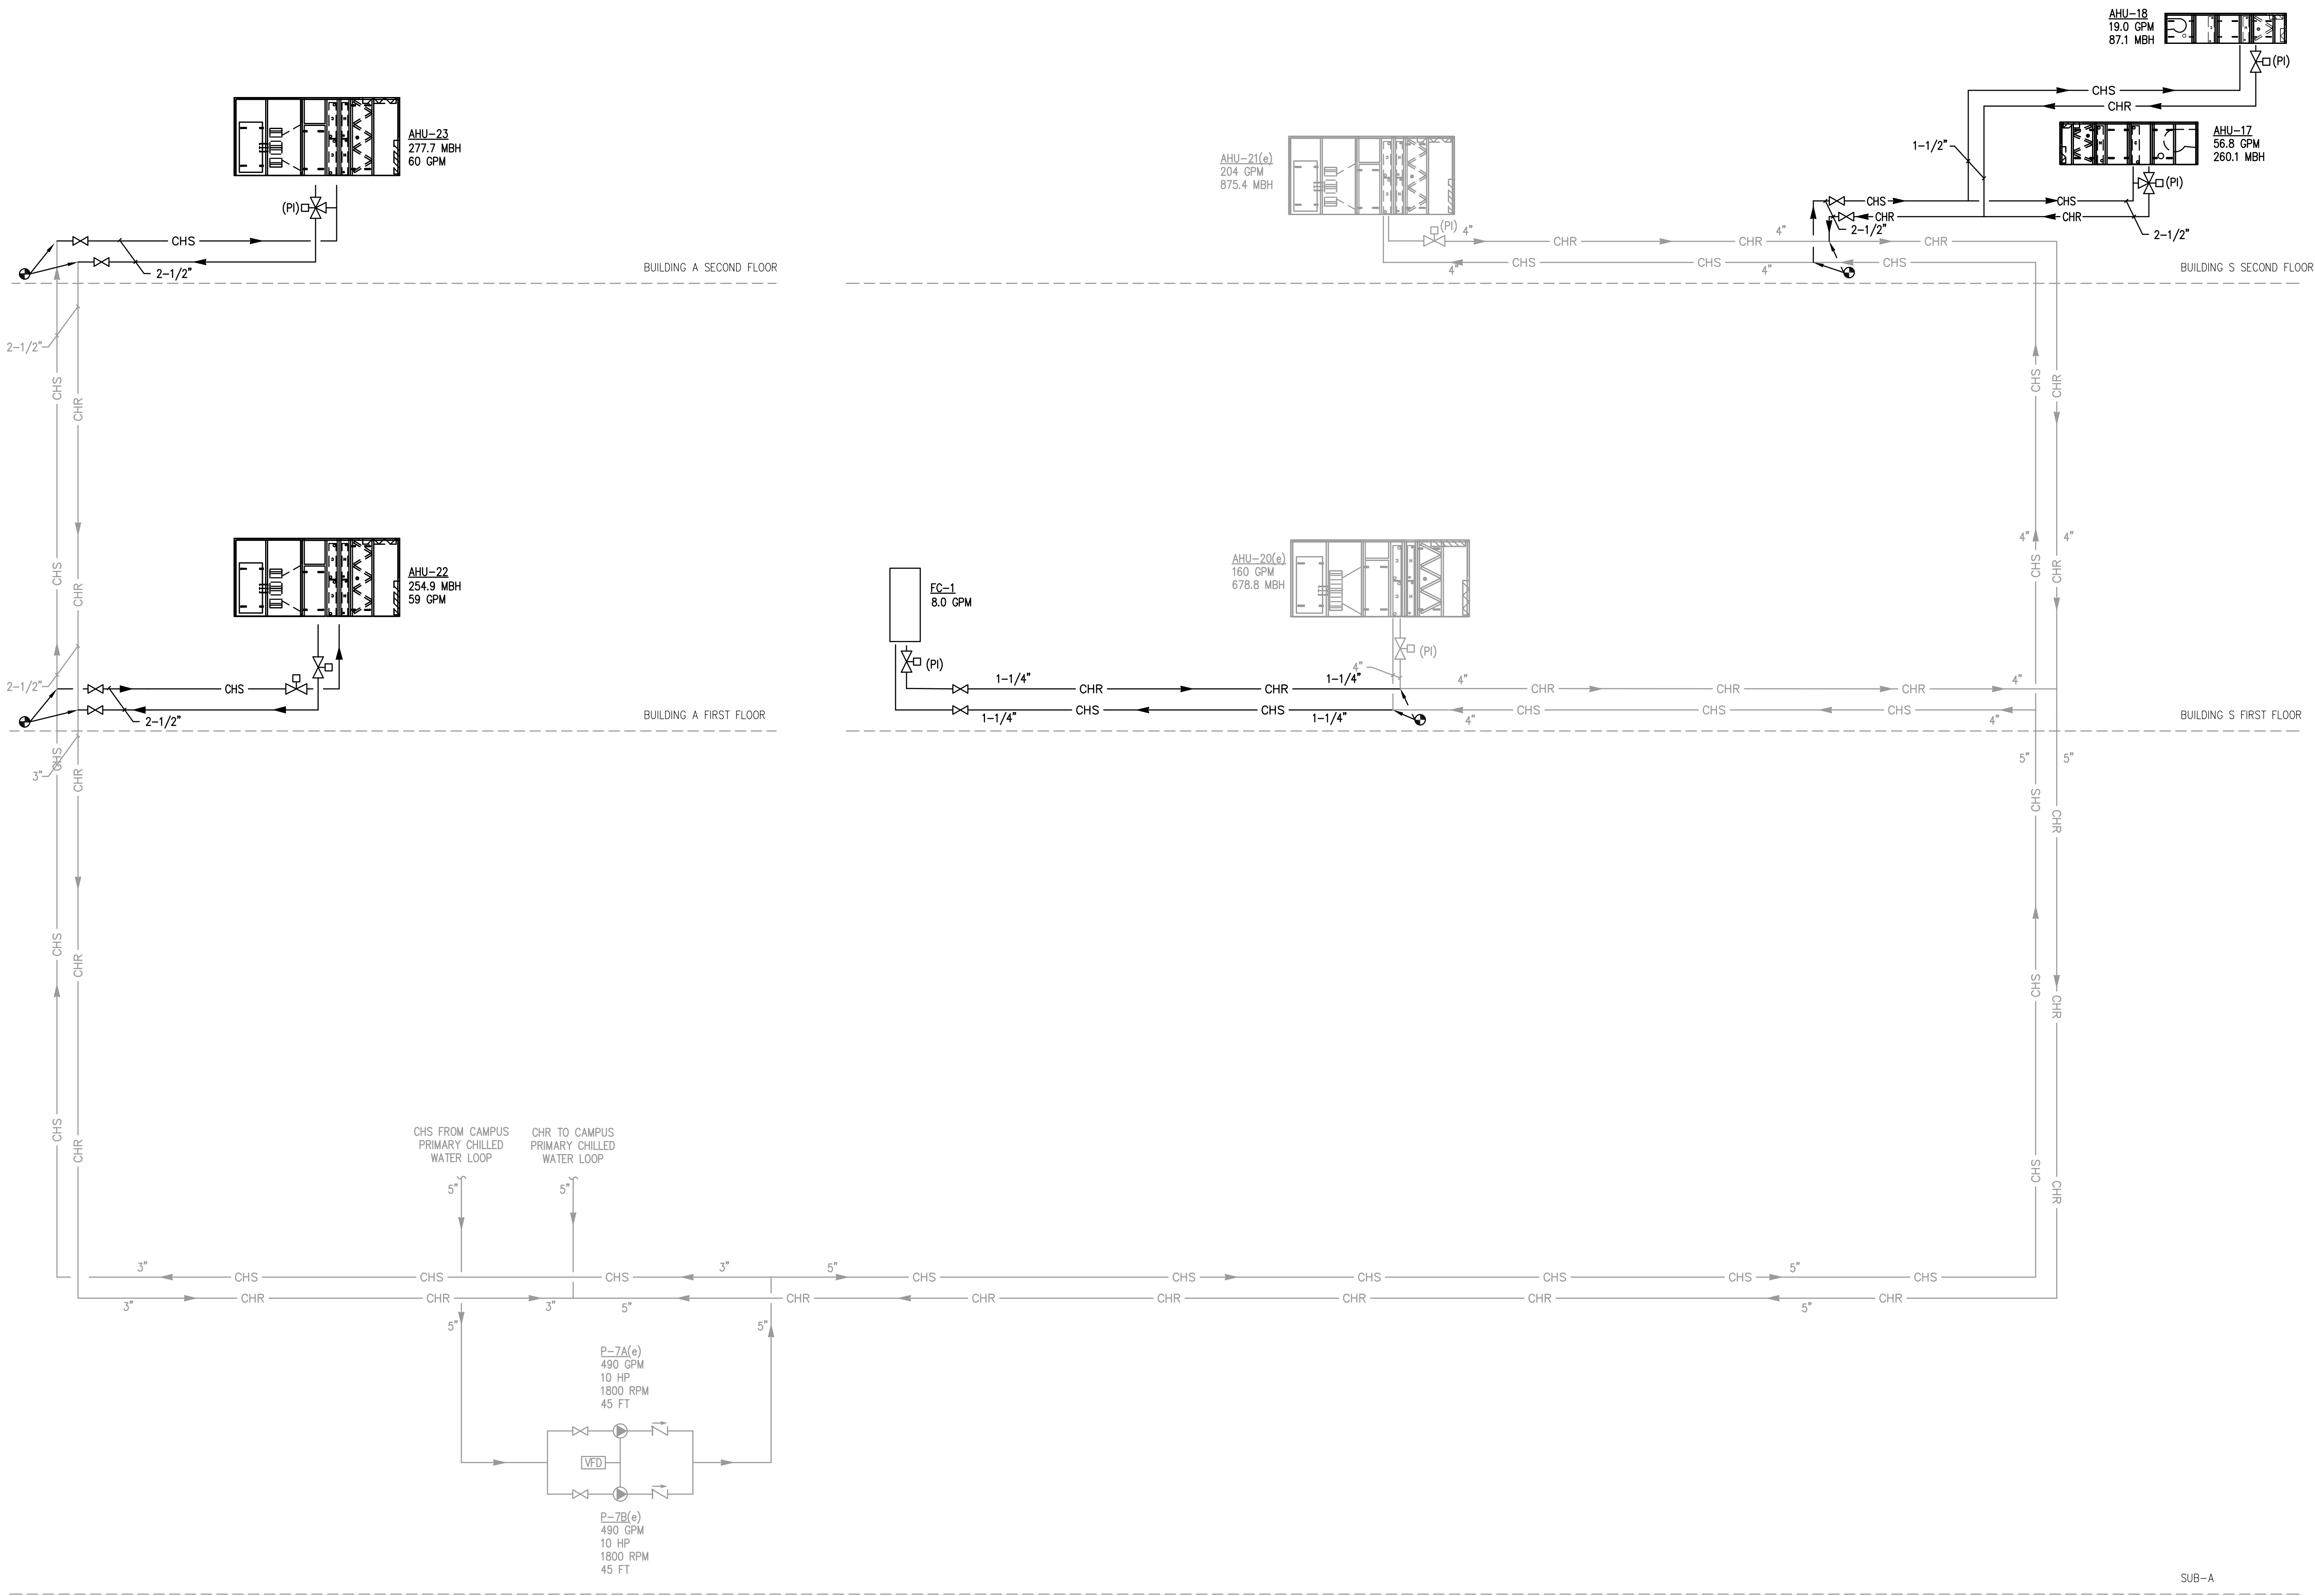 AHU-18
19.0 GPM
87.1 MBH
(PI)
CHS
CHR
AHU-17
56.8 GPM
260.1 MBH
1-1/2"
(PI)
CHS
CHS
CHR
CHR
2-1/2"
2-1/2"
AHU-23
277.7 MBH
60 GPM
(PI)
CHS
2-1/2"
BUILDING A SECOND FLOOR
AHU-21(e)
204 GPM
875.4 MBH
(PI)
4"
CHR
CHR
4"
CHR
4"
CHS
CHS
4"
CHS
BUILDING S SECOND FLOOR
2-1/2"
CHS
CHR
CHS
CHR
CHS
CHR
CHS
CHR
4"
4"
AHU-22
254.9 MBH
59 GPM
2-1/2"
CHS
2-1/2"
BUILDING A FIRST FLOOR
FC-1
8.0 GPM
(PI)
AHU-20(e)
160 GPM
678.8 MBH
(PI)
4"
1-1/4"
CHR
CHR
1-1/4"
4"
CHR
CHR
CHR
4"
1-1/4"
CHS
CHS
1-1/4"
4"
CHS
CHS
CHS
4"
BUILDING S FIRST FLOOR
3"
CHS
CHR
5"
5"
CHS
CHR
CHS
CHR
CHS
CHR
CHS
CHR
CHS
CHR
CHS FROM CAMPUS
PRIMARY CHILLED
WATER LOOP
CHR TO CAMPUS
PRIMARY CHILLED
WATER LOOP
5"
5"
3"
CHS
CHS
CHS
3"
5"
CHS
CHS
CHS
CHS
CHS
5"
CHS
3"
CHR
CHR
3"
5"
CHR
CHR
CHR
CHR
CHR
5"
CHR
5"
5"
P-7A(e)
490 GPM
10 HP
1800 RPM
45 FT
VFD
P-7B(e)
490 GPM
10 HP
1800 RPM
45 FT
SUB-A